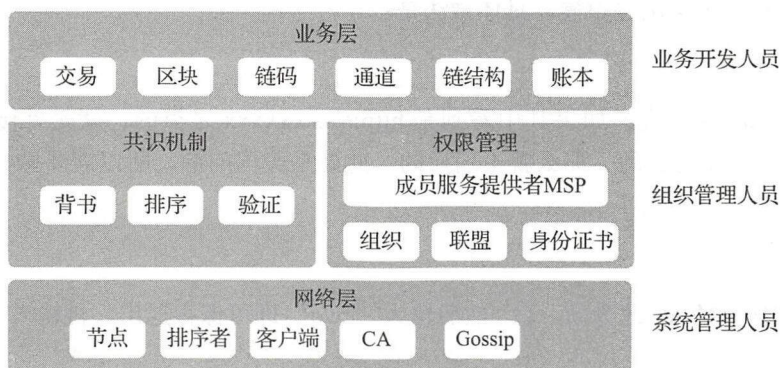 业务层
交易 区块 链码 通道 链结构 账本
业务开发人员
共识机制
背书 排序 验证
权限管理
成员服务提供者MSP
组织 联盟 身份证书
组织管理人员
网络层
节点 排序者 客户端 CA Gossip
系统管理人员